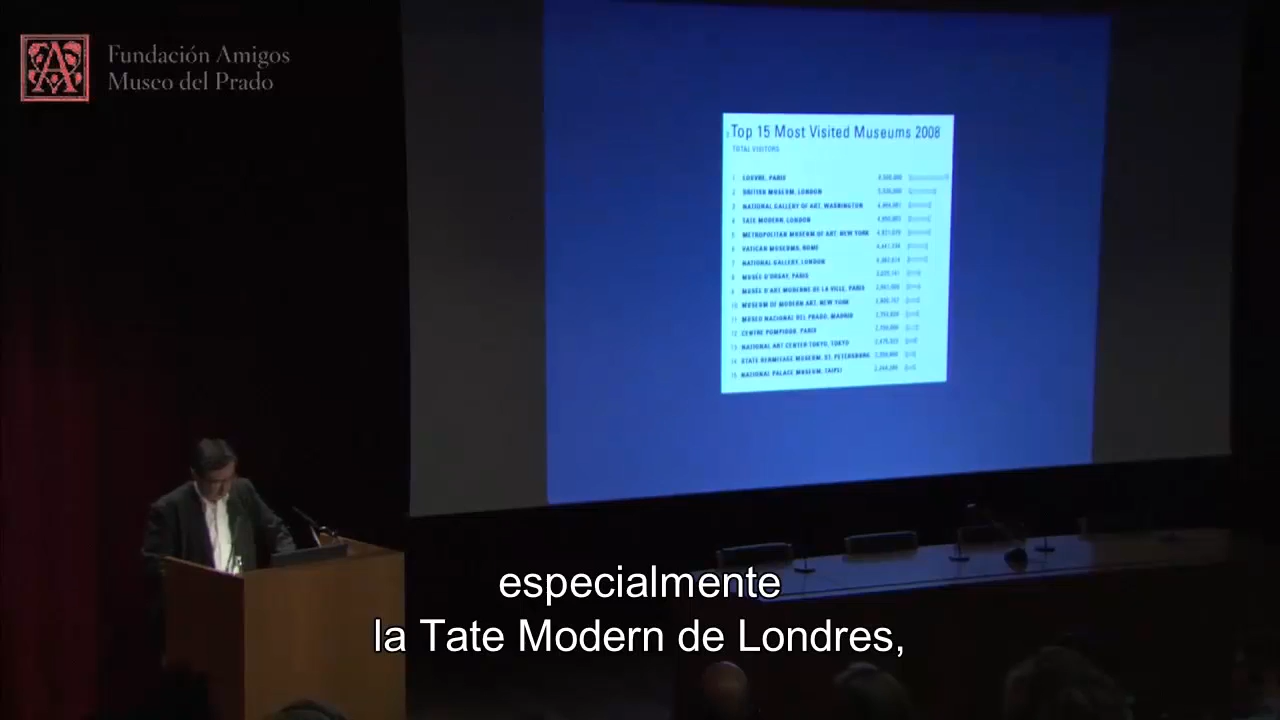 Fundación Amigos
Museo del Prado
Top 15 Most Visited Museums 2008
TOTAL VISITORS
1 LOUVRE, PARIS
2 BRITISH MUSEUM, LONDON
3 NATIONAL GALLERY OF ART, WASHINGTON
4 TATE MODERN, LONDON
5 METROPOLITAN MUSEUM OF ART, NEW YORK
6 VATICAN MUSEUMS, ROME
7 NATIONAL GALLERY, LONDON
8 MUSÉE D'ORSAY, PARIS
9 MUSÉE D'ART MODERNE DE LA VILLE, PARIS
10 MUSEUM OF MODERN ART, NEW YORK
11 MUSEO NACIONAL DEL PRADO, MADRID
12 CENTRE POMPIDOU, PARIS
13 NATIONAL ART CENTER TOKYO, TOKYO
14 STATE HERMITAGE MUSEUM, ST. PETERSBURG
15 NATIONAL PALACE MUSEUM, TAIPEI
especialmente
la Tate Modern de Londres,